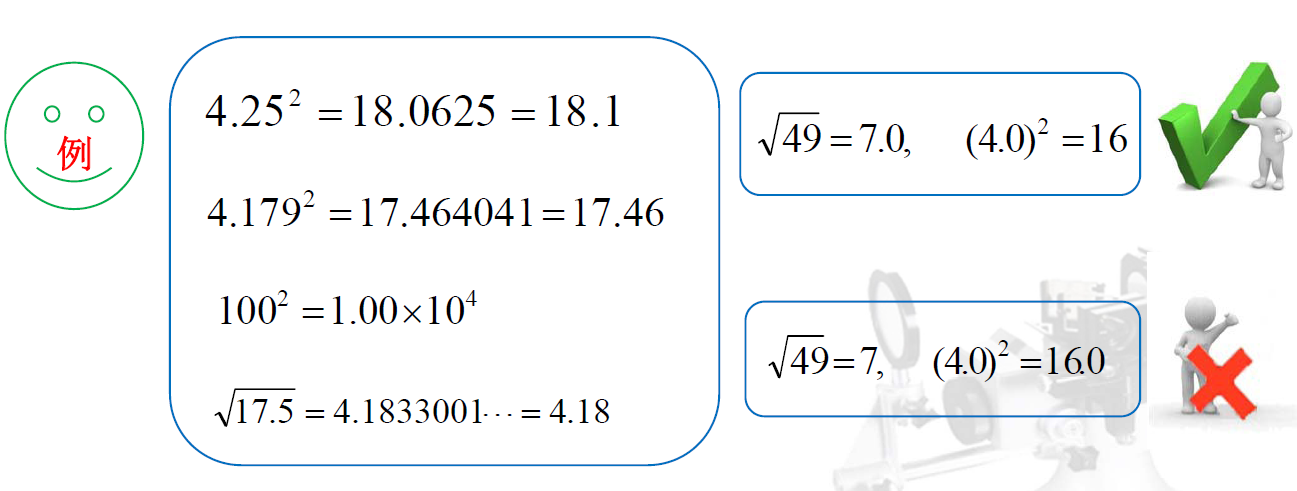 例
4.25² = 18.0625 = 18.1
4.179² = 17.464041 = 17.46
100² = 1.00×10⁴
√17.5 = 4.1833001⋯ = 4.18
√49 = 7.0, (4.0)² = 16
√49 = 7, (4.0)² = 16.0